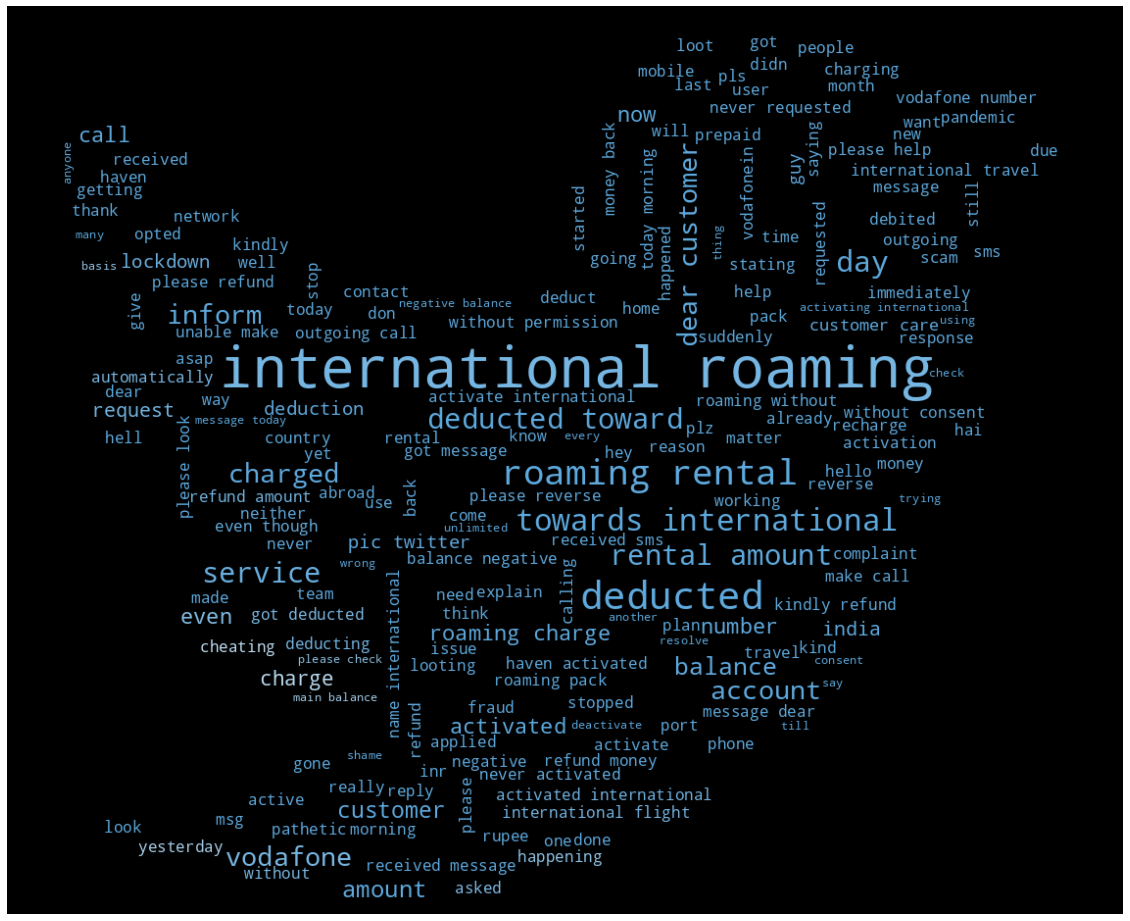 loot
got
people
mobile
pls
didn
charging
last
user
month
never requested
vodafone number
call
now
will
prepaid
want
pandemic
new
anyone
received
money back
saying
please help
due
haven
dear customer
guy
international travel
getting
today morning
vodafonein
message
thank
started
still
network
requested
debited
many
opted
kindly
happened
thing
time
outgoing
basis
lockdown
well
going
stating
day
scam
sms
please refund
stop
contact
negative balance
deduct
help
immediately
give
inform
today
don
without permission
home
pack
activating international
unable make
outgoing call
suddenly
customer care
using
response
asap
international roaming
check
automatically
dear
way
activate international
roaming without
request
deduction
deducted toward
plz
already
without consent
message today
recharge
hell
country
rental
know
every
matter
activation
hai
please look
yet
got message
hey
reason
charged
roaming rental
hello
money
reverse
refund amount
abroad
use
back
please reverse
working
trying
neither
come
even though
unlimited
towards international
never
pic twitter
received sms
wrong
balance negative
rental amount
complaint
service
calling
make call
made
team
name international
need
explain
deducted
kindly refund
even
got deducted
think
another
plan
number
india
cheating
deducting
roaming charge
resolve
please check
issue
travel
kind
charge
looting
haven activated
balance
consent
main balance
roaming pack
account
say
refund
fraud
stopped
message dear
activated
deactivate
port
till
applied
activate
phone
shame
gone
negative
refund money
inr
never activated
really
reply
active
please
activated international
customer
international flight
look
msg
pathetic
morning
rupee
one
done
yesterday
vodafone
received message
happening
without
amount
asked